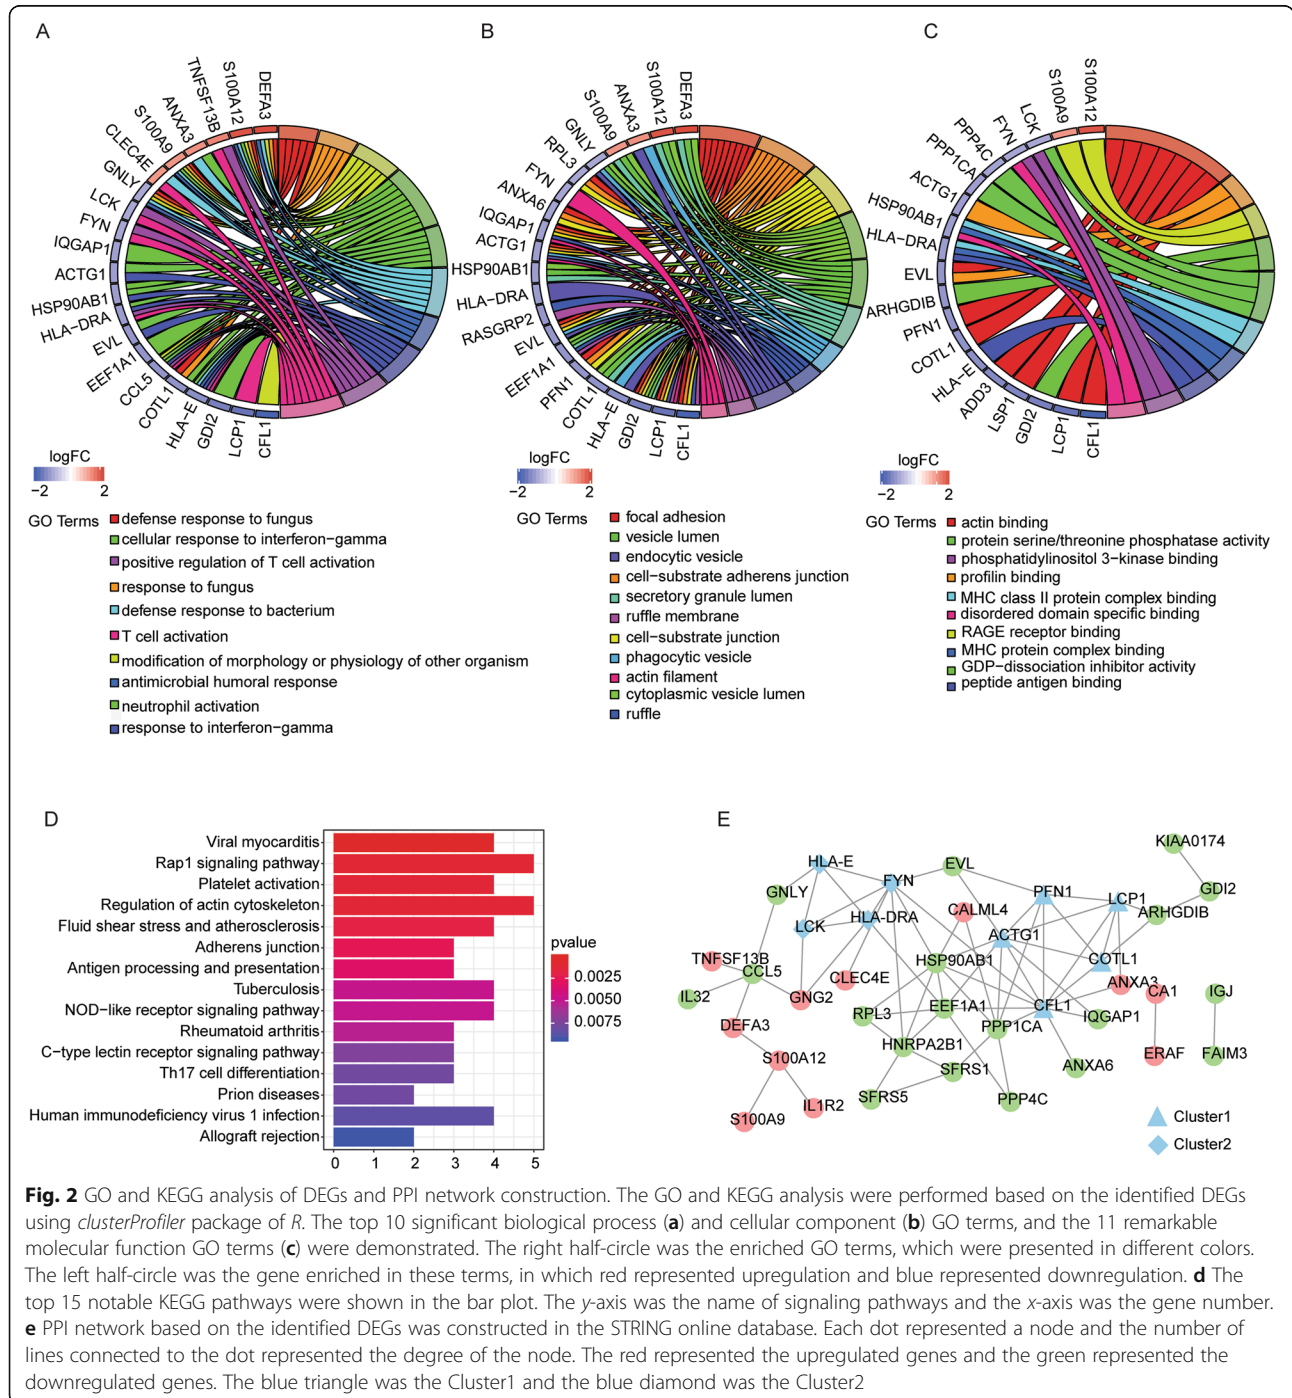 A
DEFA3
S100A12
TNFSF13B
ANXA3
S100A9
CLEC4E
GNLY
LCK
FYN
IQGAP1
ACTG1
HSP90AB1
HLA−DRA
EVL
EEF1A1
CCL5
COTL1
HLA−E
GDI2
LCP1
CFL1
logFC
−2 2
GO Terms
defense response to fungus
cellular response to interferon−gamma
positive regulation of T cell activation
response to fungus
defense response to bacterium
T cell activation
modification of morphology or physiology of other organism
antimicrobial humoral response
neutrophil activation
response to interferon−gamma
B
DEFA3
S100A12
ANXA3
S100A9
GNLY
RPL3
FYN
ANXA6
IQGAP1
ACTG1
HSP90AB1
HLA−DRA
RASGRP2
EVL
EEF1A1
PFN1
COTL1
HLA−E
GDI2
LCP1
CFL1
logFC
−2 2
GO Terms
focal adhesion
vesicle lumen
endocytic vesicle
cell−substrate adherens junction
secretory granule lumen
ruffle membrane
cell−substrate junction
phagocytic vesicle
actin filament
cytoplasmic vesicle lumen
ruffle
C
S100A12
S100A9
LCK
FYN
PPP4C
PPP1CA
ACTG1
HSP90AB1
HLA−DRA
EVL
ARHGDIB
PFN1
COTL1
HLA−E
ADD3
LSP1
GDI2
LCP1
CFL1
logFC
−2 2
GO Terms
actin binding
protein serine/threonine phosphatase activity
phosphatidylinositol 3−kinase binding
profilin binding
MHC class II protein complex binding
disordered domain specific binding
RAGE receptor binding
MHC protein complex binding
GDP−dissociation inhibitor activity
peptide antigen binding
D
Viral myocarditis
Rap1 signaling pathway
Platelet activation
Regulation of actin cytoskeleton
Fluid shear stress and atherosclerosis
Adherens junction
Antigen processing and presentation
Tuberculosis
NOD−like receptor signaling pathway
Rheumatoid arthritis
C−type lectin receptor signaling pathway
Th17 cell differentiation
Prion diseases
Human immunodeficiency virus 1 infection
Allograft rejection
0 1 2 3 4 5
pvalue
0.0025
0.0050
0.0075
E
KIAA0174
HLA-E
EVL
FYN
GNLY
PFN1
LCP1
GDI2
CALML4
ARHGDIB
HLA-DRA
LCK
ACTG1
TNFSF13B
HSP90AB1
COTL1
CCL5
CLEC4E
ANXA3
CA1
IGJ
IL32
GNG2
EEF1A1
CFL1
RPL3
IQGAP1
DEFA3
PPP1CA
HNRPA2B1
S100A12
ERAF
FAIM3
SFRS1
ANXA6
SFRS5
PPP4C
IL1R2
S100A9
Cluster1
Cluster2
Fig. 2 GO and KEGG analysis of DEGs and PPI network construction. The GO and KEGG analysis were performed based on the identified DEGs
using clusterProfiler package of R. The top 10 significant biological process (a) and cellular component (b) GO terms, and the 11 remarkable
molecular function GO terms (c) were demonstrated. The right half-circle was the enriched GO terms, which were presented in different colors.
The left half-circle was the gene enriched in these terms, in which red represented upregulation and blue represented downregulation. d The
top 15 notable KEGG pathways were shown in the bar plot. The y-axis was the name of signaling pathways and the x-axis was the gene number.
e PPI network based on the identified DEGs was constructed in the STRING online database. Each dot represented a node and the number of
lines connected to the dot represented the degree of the node. The red represented the upregulated genes and the green represented the
downregulated genes. The blue triangle was the Cluster1 and the blue diamond was the Cluster2